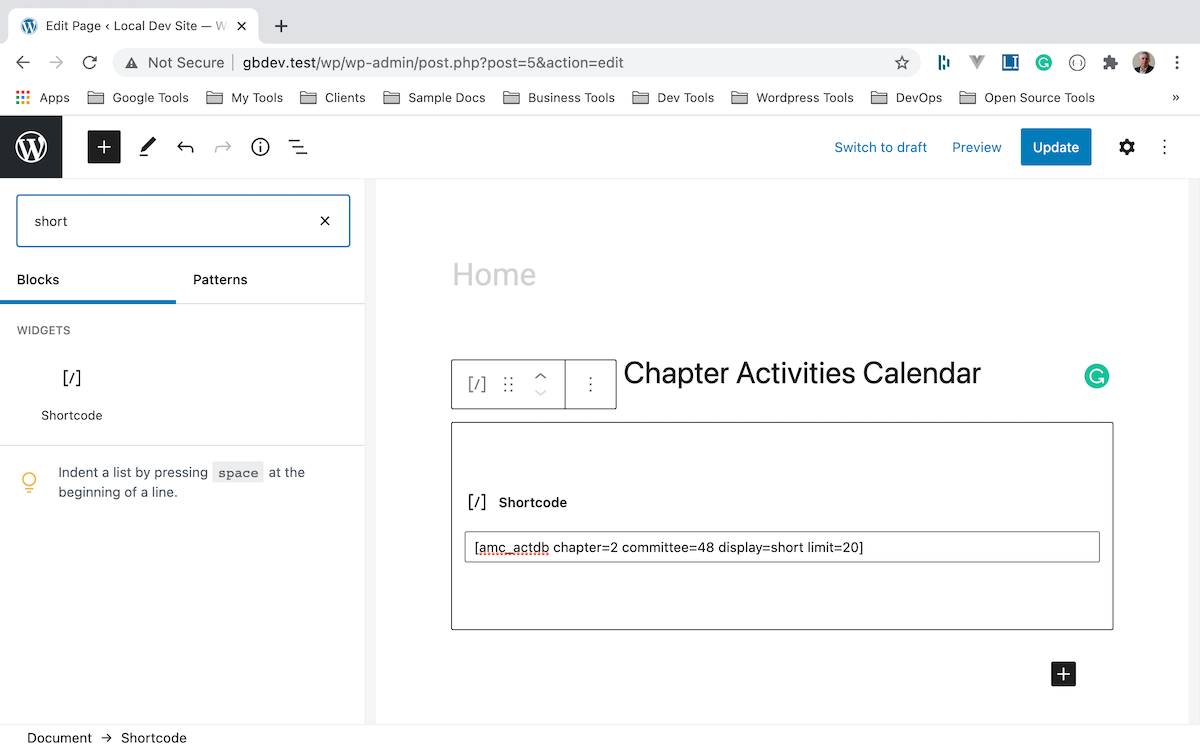 Edit Page ‹ Local Dev Site — W
Not Secure
gbdev.test/wp/wp-admin/post.php?post=5&action=edit
Apps
Google Tools
My Tools
Clients
Sample Docs
Business Tools
Dev Tools
Wordpress Tools
DevOps
Open Source Tools
»
Switch to draft
Preview
Update
short
Blocks
Patterns
WIDGETS
[/]
Shortcode
Indent a list by pressing space at the
beginning of a line.
Home
[/]
Chapter Activities Calendar
[/] Shortcode
[amc_actdb chapter=2 committee=48 display=short limit=20]
Document → Shortcode